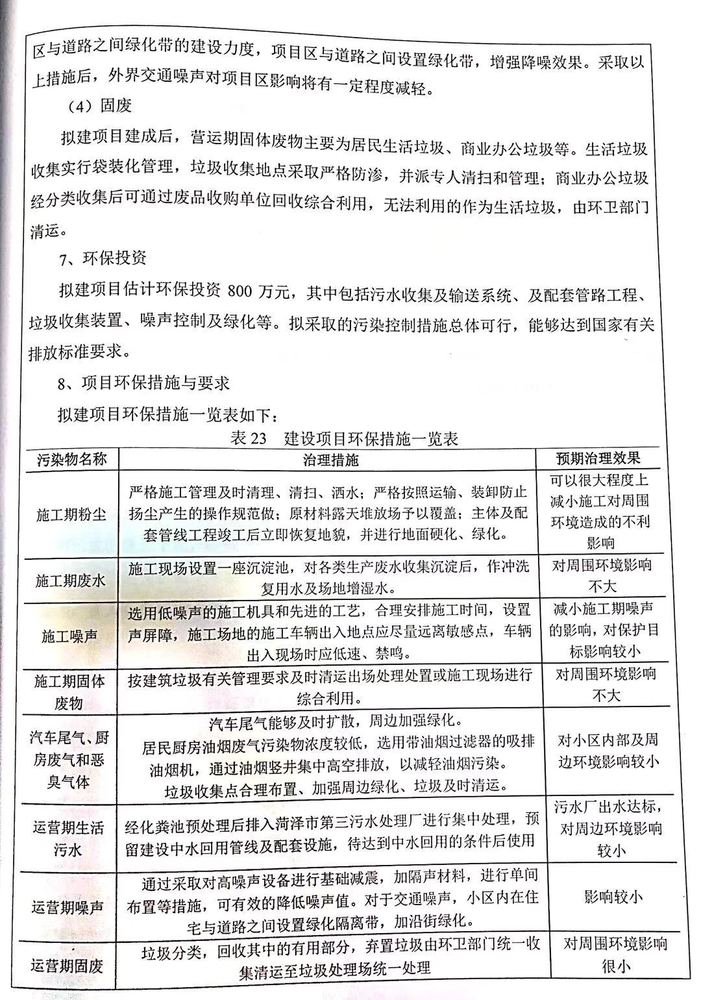 区与道路之间绿化带的建设力度，项目区与道路之间设置绿化带，增强降噪效果。采取以
上措施后，外界交通噪声对项目区影响将有一定程度减轻。
（4）固废
拟建项目建成后，营运期固体废物主要为居民生活垃圾、商业办公垃圾等。生活垃圾
收集实行袋装化管理，垃圾收集地点采取严格防渗，并派专人清扫和管理；商业办公垃圾
经分类收集后可通过废品收购单位回收综合利用，无法利用的作为生活垃圾，由环卫部门
清运。
7、环保投资
拟建项目估计环保投资 800 万元，其中包括污水收集及输送系统、及配套管路工程、
垃圾收集装置、噪声控制及绿化等。拟采取的污染控制措施总体可行，能够达到国家有关
排放标准要求。
8、项目环保措施与要求
拟建项目环保措施一览表如下：
表 23 建设项目环保措施一览表
污染物名称 治理措施 预期治理效果
施工期粉尘
严格施工管理及时清理、清扫、洒水；严格按照运输、装卸防止
扬尘产生的操作规范做；原材料露天堆放场予以覆盖；主体及配
套管线工程竣工后立即恢复地貌，并进行地面硬化、绿化。
可以很大程度上
减小施工对周围
环境造成的不利
影响
施工期废水
施工现场设置一座沉淀池，对各类生产废水收集沉淀后，作冲洗
复用水及场地增湿水。
对周围环境影响
不大
施工噪声
选用低噪声的施工机具和先进的工艺，合理安排施工时间，设置
声屏障，施工场地的施工车辆出入地点应尽量远离敏感点，车辆
出入现场时应低速、禁鸣。
减小施工期噪声
的影响，对保护目
标影响较小
施工期固体
废物
按建筑垃圾有关管理要求及时清运出场处理处置或施工现场进行
综合利用。
对周围环境影响
不大
汽车尾气、厨
房废气和恶
臭气体
汽车尾气能够及时扩散，周边加强绿化。
居民厨房油烟废气污染物浓度较低，选用带油烟过滤器的吸排
油烟机，通过油烟竖井集中高空排放，以减轻油烟污染。
垃圾收集点合理布置、加强周边绿化、垃圾及时清运。
对小区内部及周
边环境影响较小
运营期生活
污水
经化粪池预处理后排入菏泽市第三污水处理厂进行集中处理，预
留建设中水回用管线及配套设施，待达到中水回用的条件后使用
污水厂出水达标，
对周边环境影响
较小
运营期噪声
通过采取对高噪声设备进行基础减震，加隔声材料，进行单间
布置等措施，可有效的降低噪声值。对于交通噪声，小区内在住
宅与道路之间设置绿化隔离带，加沿街绿化。
影响较小
运营期固废
垃圾分类，回收其中的有用部分，弃置垃圾由环卫部门统一收
集清运至垃圾处理场统一处理
对周围环境影响
很小